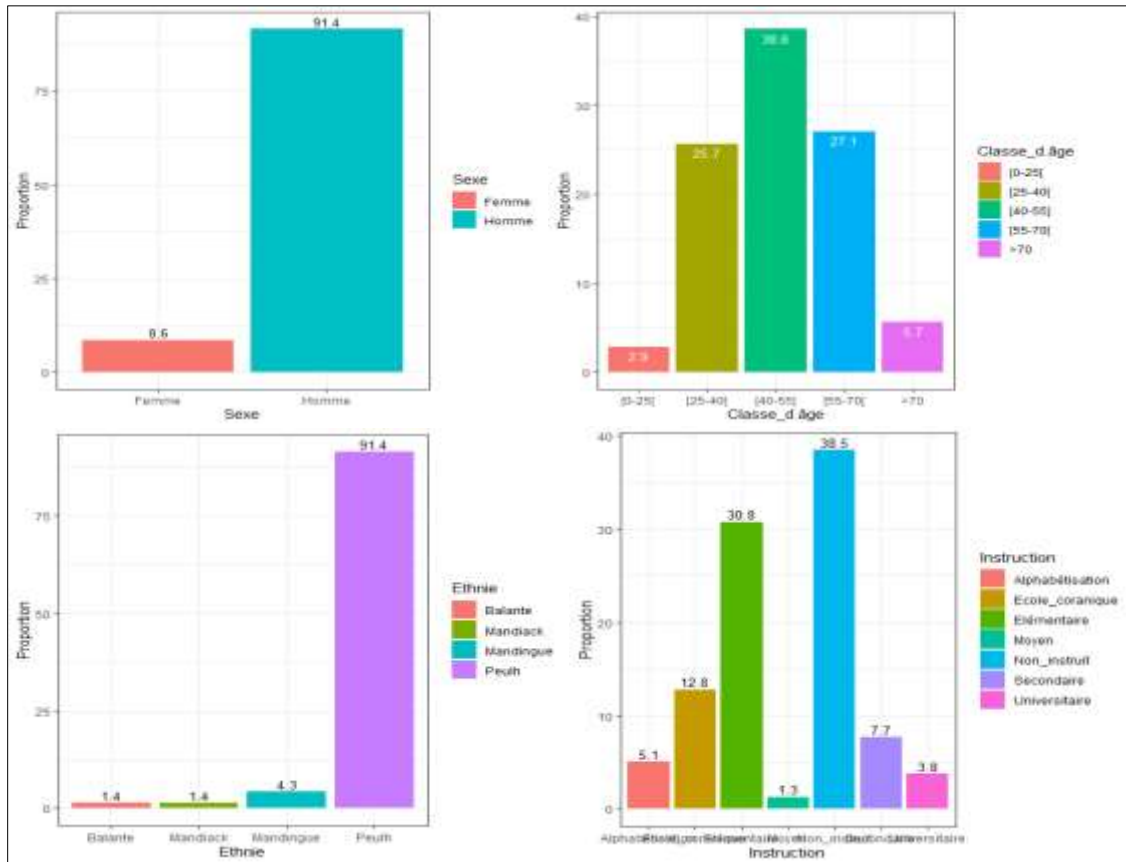 91.4
75
50
25
0
8.6
Proportion
Femme
Homme
Sexe
Sexe
Femme
Homme
40
30
20
10
0
2.9
25.7
38.6
27.1
5.7
Proportion
[0-25[
[25-40[
[40-55[
[55-70[
>70
Classe_d.âge
Classe_d.âge
[0-25[
[25-40[
[40-55[
[55-70[
>70
91.4
75
50
25
0
1.4
1.4
4.3
Proportion
Balante
Mandiack
Mandingue
Peulh
Ethnie
Ethnie
Balante
Mandiack
Mandingue
Peulh
40
30
20
10
0
5.1
12.8
30.8
1.3
38.5
7.7
3.8
Proportion
Instruction
Instruction
Alphabétisation
Ecole_coranique
Elémentaire
Moyen
Non_instruit
Secondaire
Universitaire